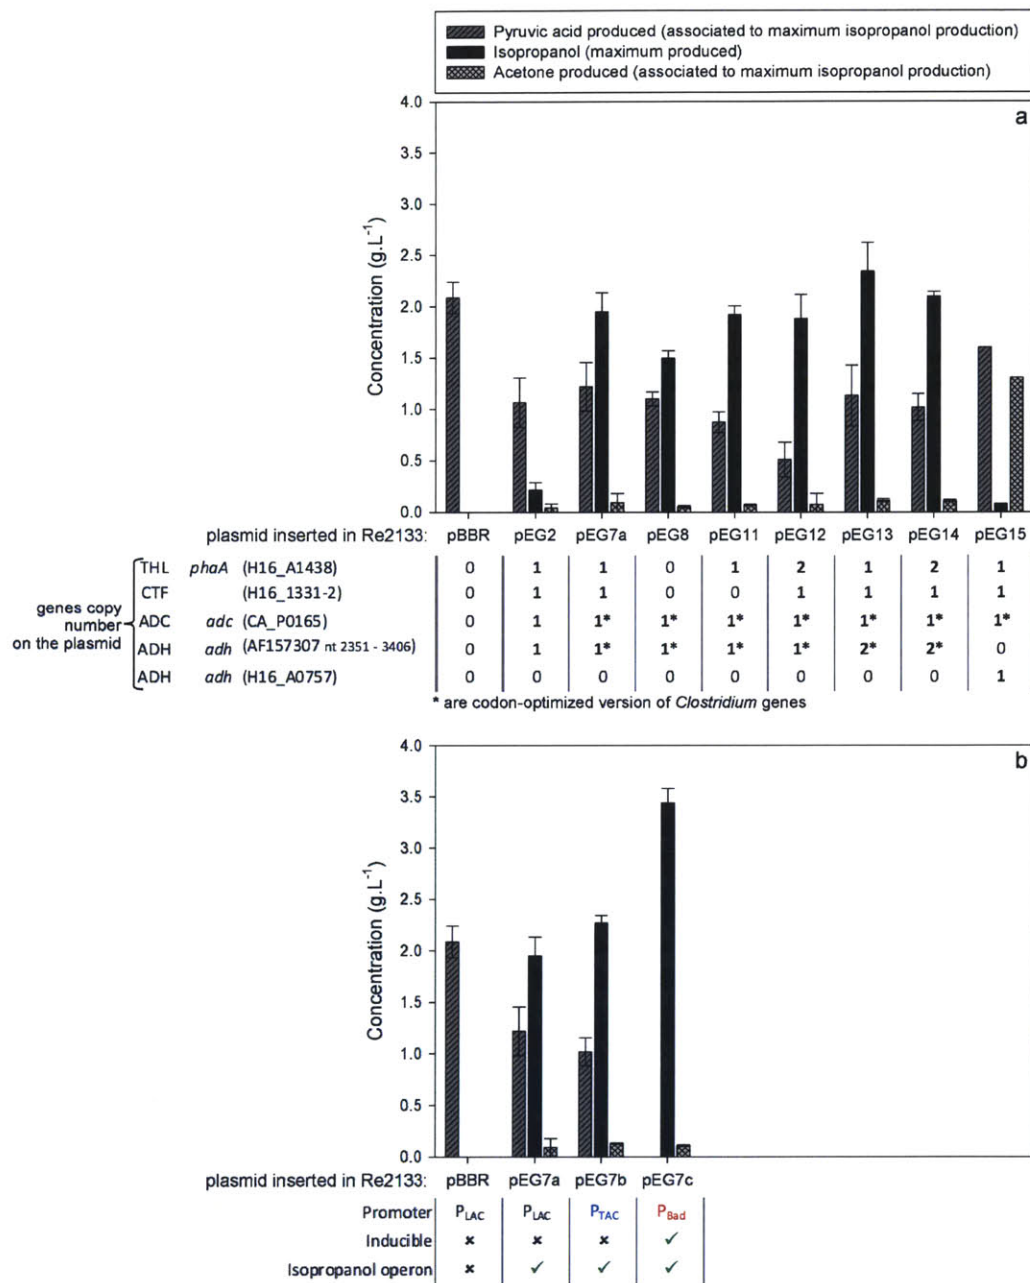 Pyruvic acid produced (associated to maximum isopropanol production)
Isopropanol (maximum produced)
Acetone produced (associated to maximum isopropanol production)
a
Concentration (g.L-1)
4.0
3.5
3.0
2.5
2.0
1.5
1.0
0.5
0.0
plasmid inserted in Re2133: pBBR pEG2 pEG7a pEG8 pEG11 pEG12 pEG13 pEG14 pEG15
genes copy number on the plasmid
THL phaA (H16_A1438) 0 1 1 0 1 2 1 2 1
CTF (H16_1331-2) 0 1 1 0 0 1 1 1 1
ADC adc (CA_P0165) 0 1 1* 1* 1* 1* 1* 1* 1*
ADH adh (AF157307 nt 2351 - 3406) 0 1 1* 1* 1* 1* 2* 2* 0
ADH adh (H16_A0757) 0 0 0 0 0 0 0 0 1
* are codon-optimized version of Clostridium genes
b
Concentration (g.L-1)
4.0
3.5
3.0
2.5
2.0
1.5
1.0
0.5
0.0
plasmid inserted in Re2133: pBBR pEG7a pEG7b pEG7c
Promoter PLAC PLAC PTAC PBad
Inducible ✗ ✗ ✗ ✓
Isopropanol operon ✗ ✓ ✓ ✓